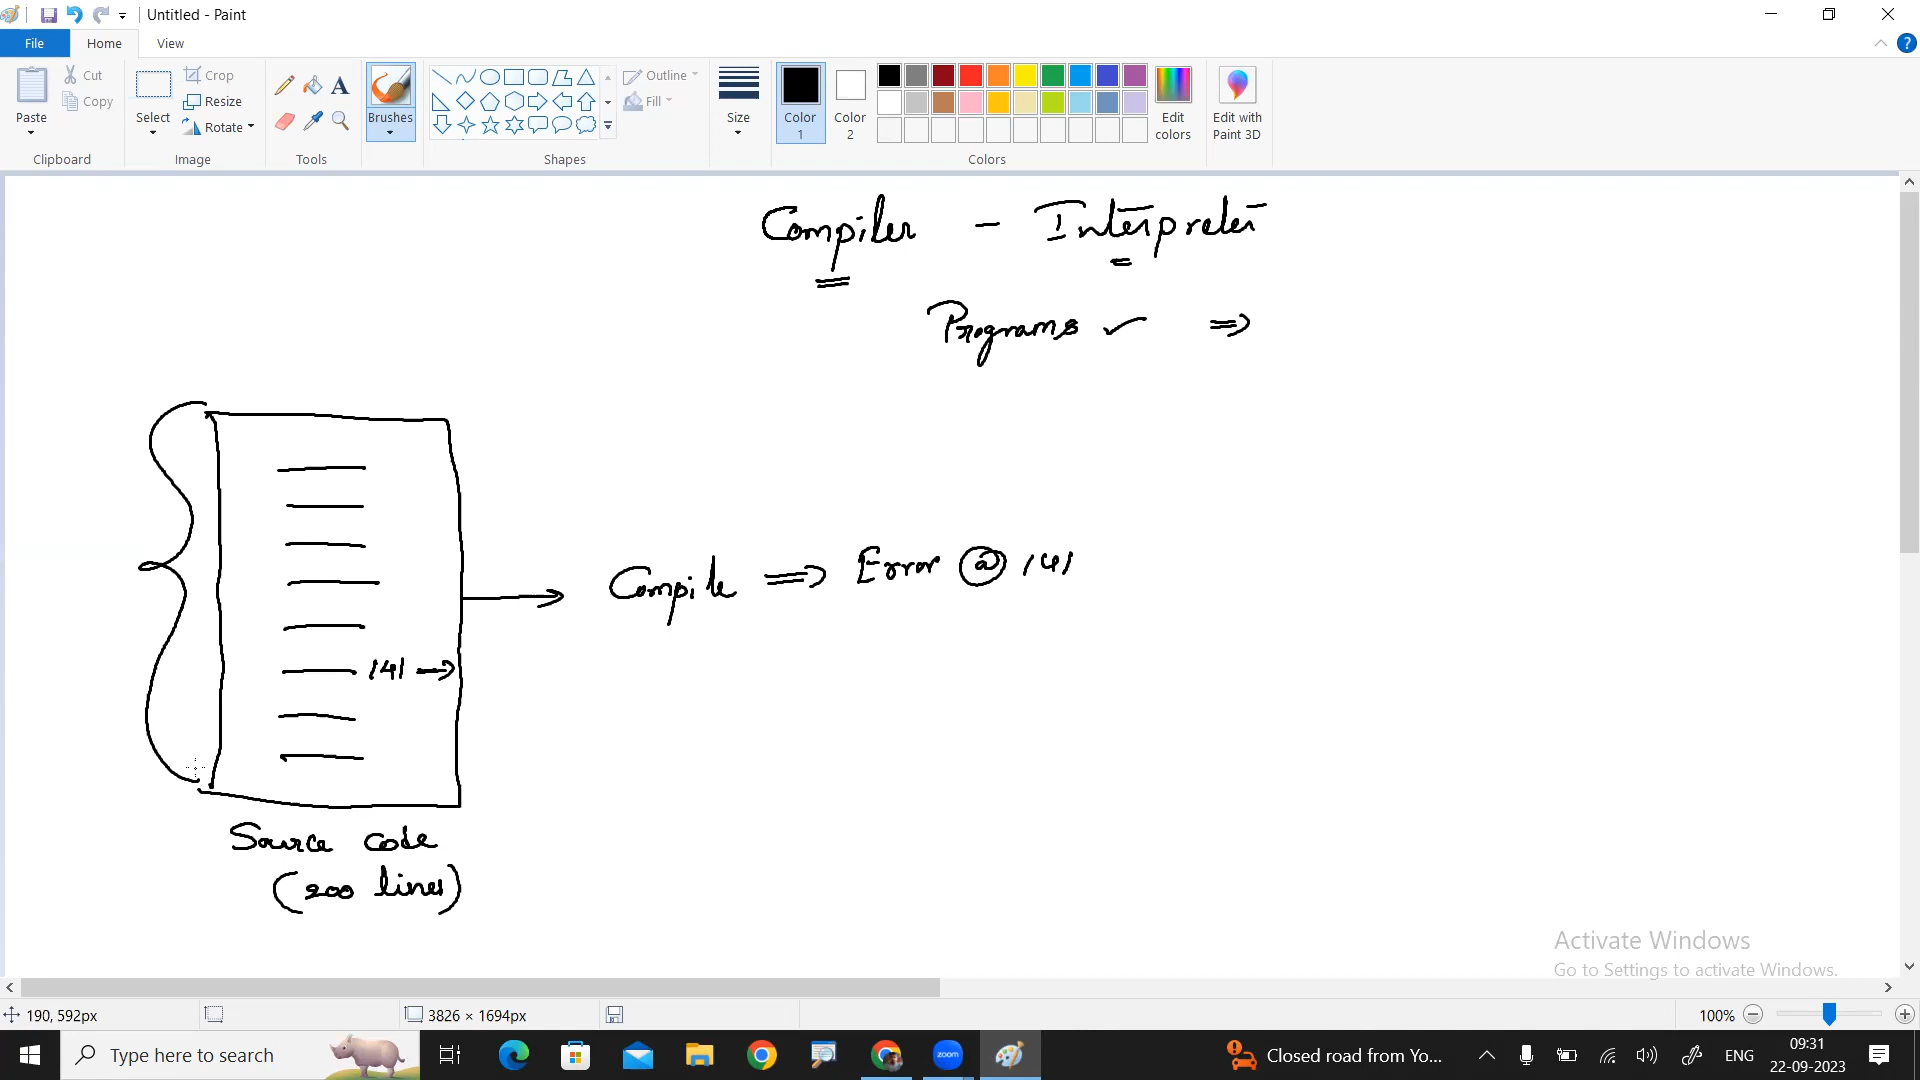 Untitled - Paint
File Home View
Cut
Copy
Paste
Clipboard
Select
Crop
Resize
Rotate
Image
Tools
Brushes
Outline
Fill
Shapes
Size
Color 1
Color 2
Colors
Edit colors
Edit with Paint 3D
Compiler - Interpreter
Programs ✓ ⇒
Compile ⇒ Error @ 141
141 →
Source code
(200 lines)
Activate Windows
Go to Settings to activate Windows.
190, 592px
3826 × 1694px
100%
Type here to search
zoom
Closed road from Yo...
ENG
09:31
22-09-2023